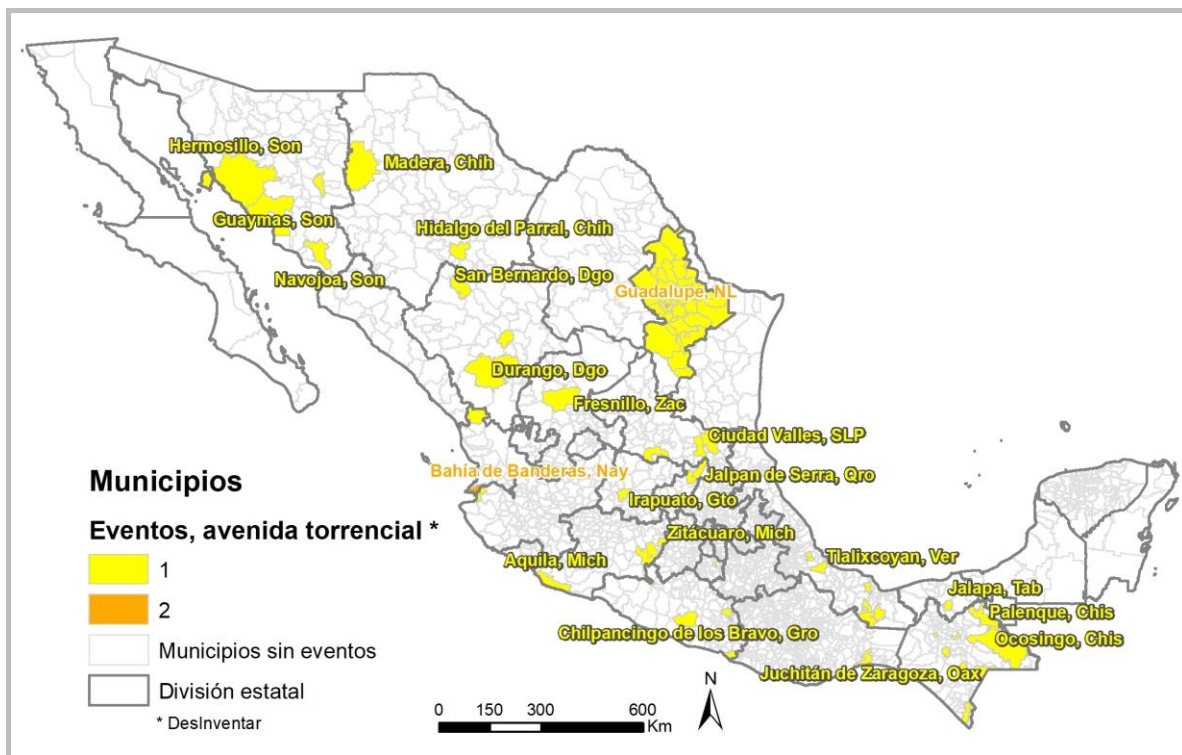 Hermosillo, Son
Madera, Chih
Guaymas, Son
Hidalgo del Parral, Chih
Navojoa, Son
San Bernardo, Dgo
Guadalupe, NL
Durango, Dgo
Fresnillo, Zac
Ciudad Valles, SLP
Bahía de Banderas, Nay
Jalpan de Serra, Qro
Irapuato, Gto
Zitácuaro, Mich
Aquila, Mich
Tlalixcoyan, Ver
Jalapa, Tab
Palenque, Chis
Chilpancingo de los Bravo, Gro
Ocosingo, Chis
Juchitán de Zaragoza, Oax
Municipios
Eventos, avenida torrencial *
1
2
Municipios sin eventos
División estatal
* DesInventar
0 150 300 600
Km
N